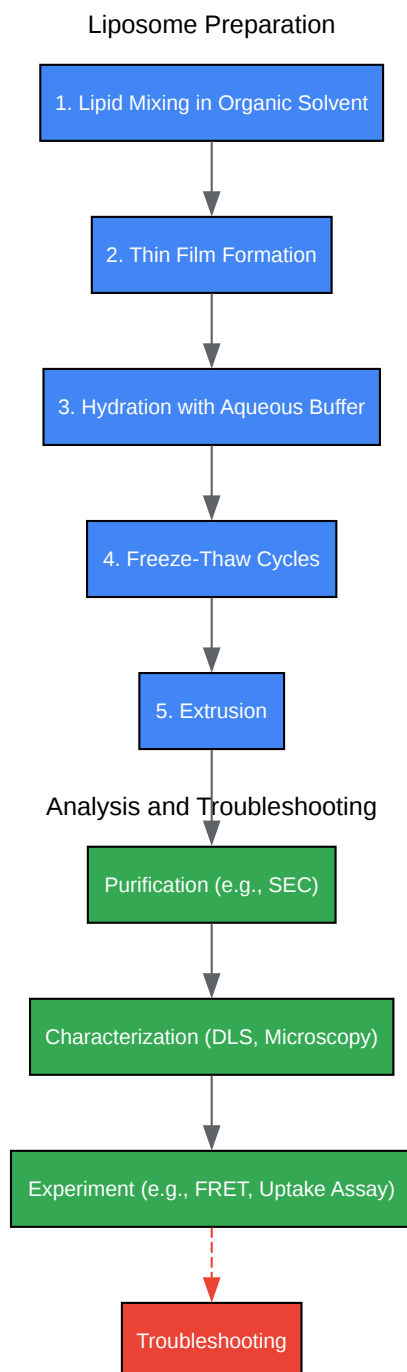 Liposome Preparation
1. Lipid Mixing in Organic Solvent
2. Thin Film Formation
3. Hydration with Aqueous Buffer
4. Freeze-Thaw Cycles
5. Extrusion
Analysis and Troubleshooting
Purification (e.g., SEC)
Characterization (DLS, Microscopy)
Experiment (e.g., FRET, Uptake Assay)
Troubleshooting